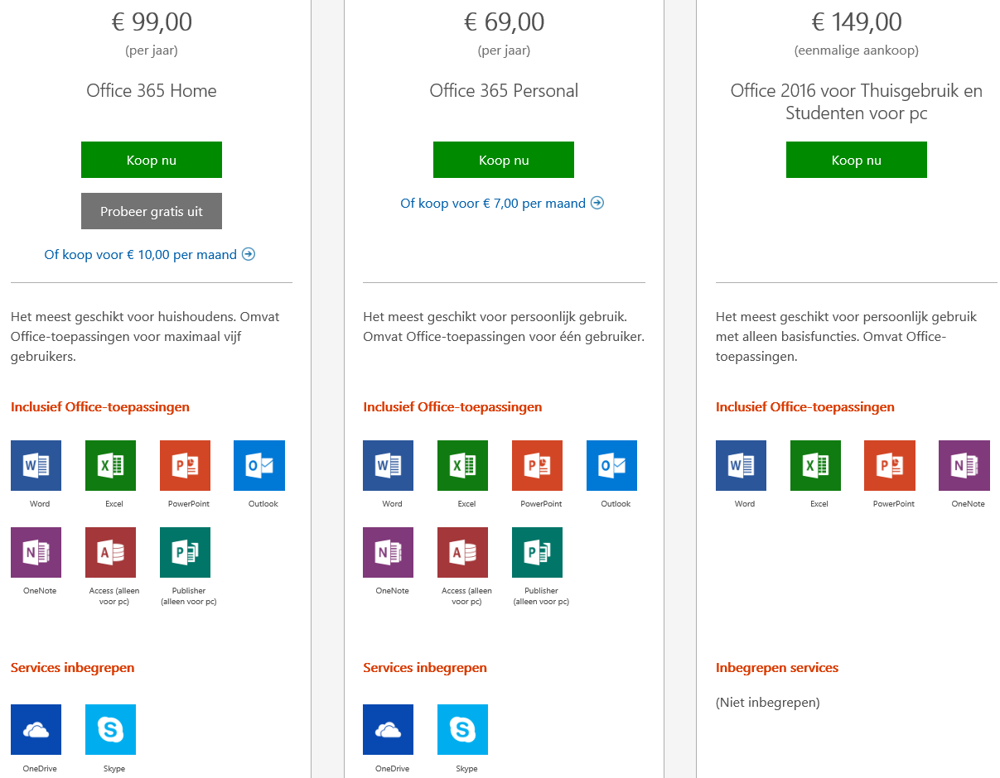 € 99,00
(per jaar)
Office 365 Home
Koop nu
Probeer gratis uit
Of koop voor € 10,00 per maand
Het meest geschikt voor huishoudens. Omvat
Office-toepassingen voor maximaal vijf
gebruikers.
Inclusief Office-toepassingen
Word Excel PowerPoint Outlook
OneNote Access (alleen Publisher
voor pc) (alleen voor pc)
Services inbegrepen
OneDrive Skype
€ 69,00
(per jaar)
Office 365 Personal
Koop nu
Of koop voor € 7,00 per maand
Het meest geschikt voor persoonlijk gebruik.
Omvat Office-toepassingen voor één gebruiker.
Inclusief Office-toepassingen
Word Excel PowerPoint Outlook
OneNote Access (alleen Publisher
voor pc) (alleen voor pc)
Services inbegrepen
OneDrive Skype
€ 149,00
(eenmalige aankoop)
Office 2016 voor Thuisgebruik en
Studenten voor pc
Koop nu
Het meest geschikt voor persoonlijk gebruik
met alleen basisfuncties. Omvat Office-
toepassingen.
Inclusief Office-toepassingen
Word Excel PowerPoint OneNote
Inbegrepen services
(Niet inbegrepen)